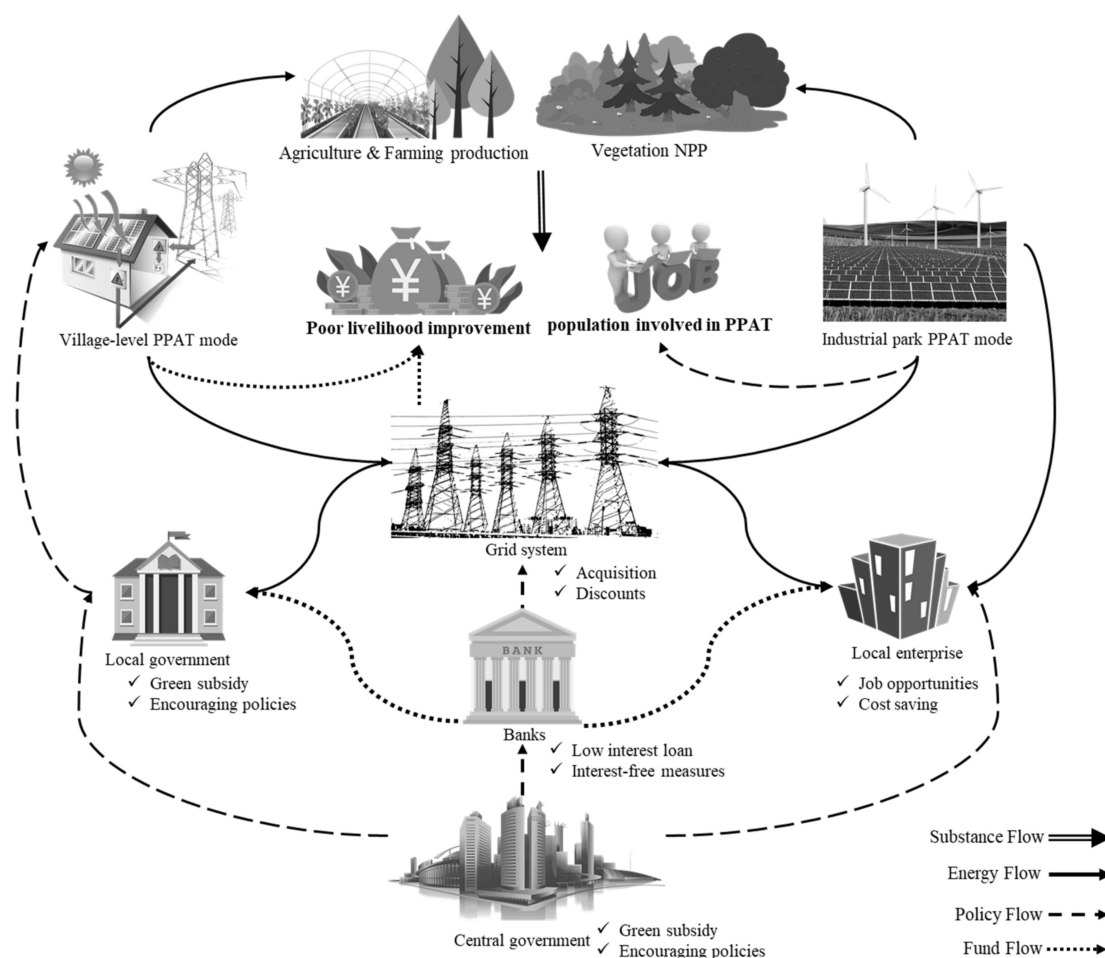 Agriculture & Farming production
Vegetation NPP
¥
¥
¥
JOB
Poor livelihood improvement
population involved in PPAT
Village-level PPAT mode
Industrial park PPAT mode
Grid system
✓ Acquisition
✓ Discounts
BANK
Local government
✓ Green subsidy
✓ Encouraging policies
Local enterprise
✓ Job opportunities
✓ Cost saving
Banks
✓ Low interest loan
✓ Interest-free measures
Central government
✓ Green subsidy
✓ Encouraging policies
Substance Flow
Energy Flow
Policy Flow
Fund Flow